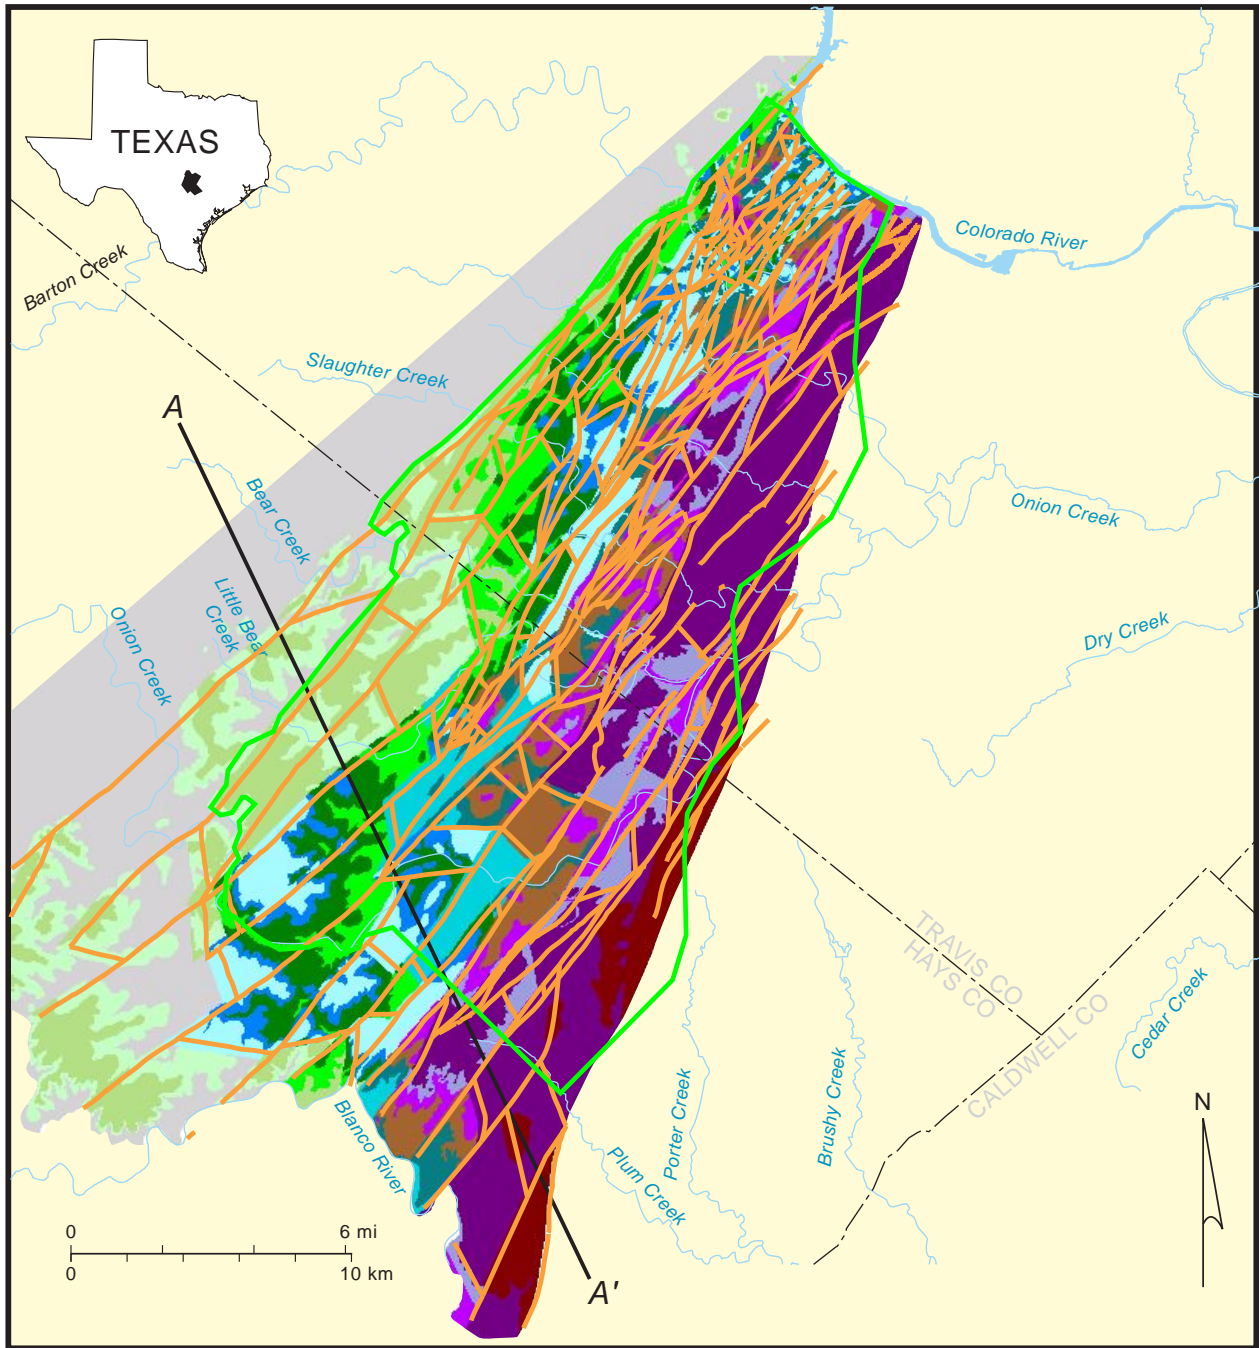 TEXAS
Barton Creek
Colorado River
Slaughter Creek
A
Bear Creek
Onion Creek
Little Bear
Creek
Onion Creek
Dry Creek
TRAVIS CO
HAYS CO
CALDWELL CO
Cedar Creek
Brushy Creek
Porter Creek
Plum Creek
Blanco River
N
0
6 mi
0
10 km
A'